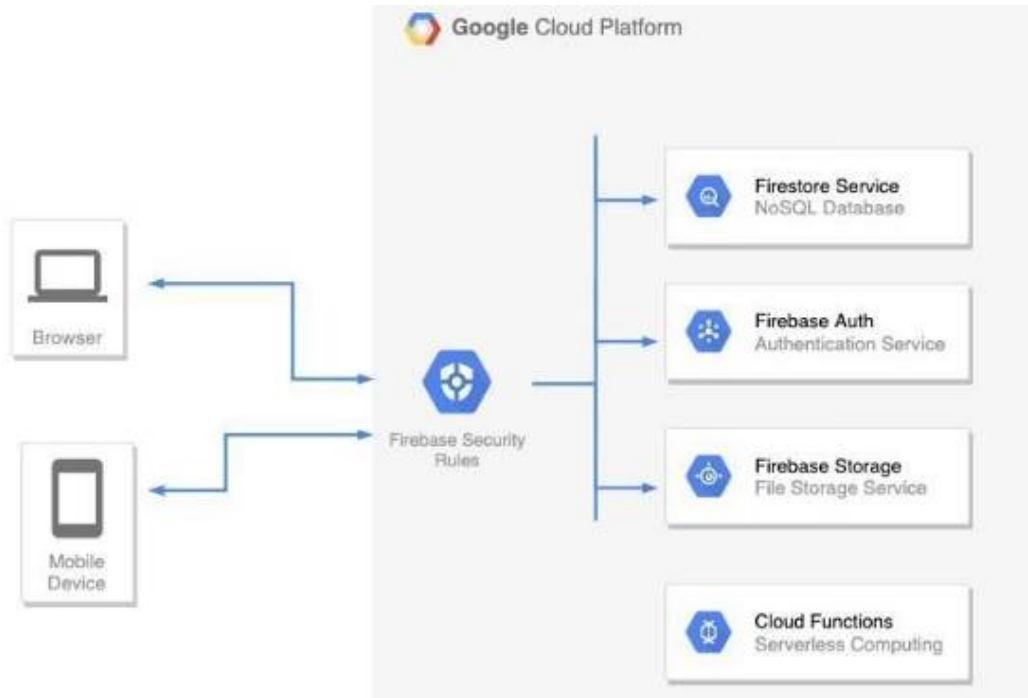 Google Cloud Platform
Firestore Service
NoSQL Database
Browser
Firebase Auth
Authentication Service
Firebase Security
Rules
Firebase Storage
File Storage Service
Mobile
Device
Cloud Functions
Serverless Computing